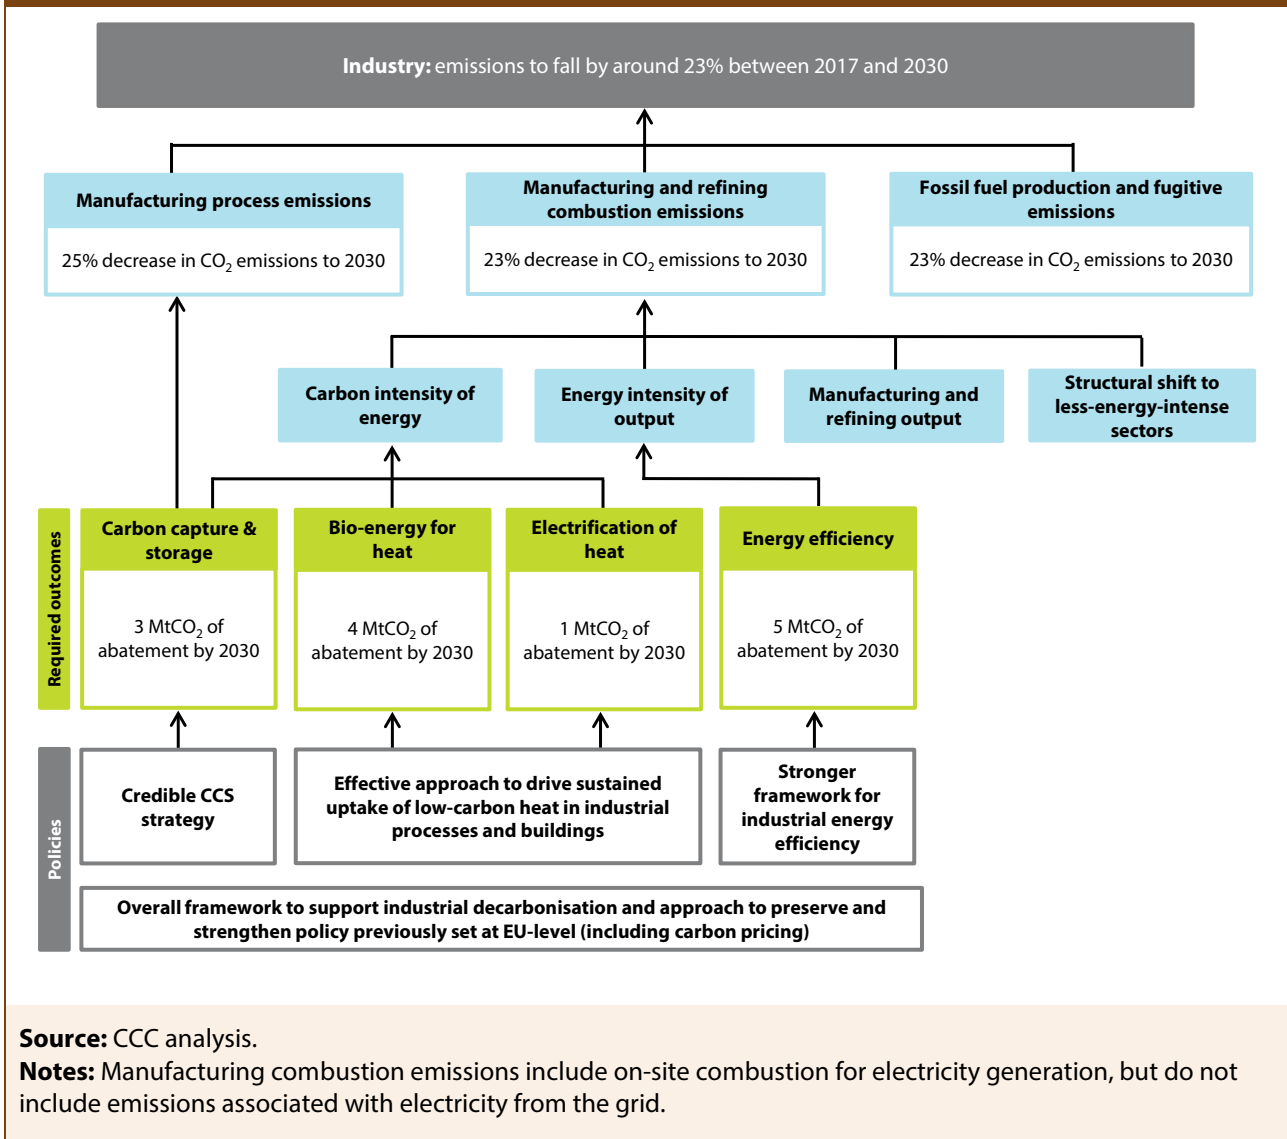 Industry: emissions to fall by around 23% between 2017 and 2030
Manufacturing process emissions
25% decrease in CO₂ emissions to 2030
Manufacturing and refining
combustion emissions
23% decrease in CO₂ emissions to 2030
Fossil fuel production and fugitive
emissions
23% decrease in CO₂ emissions to 2030
Carbon intensity of
energy
Energy intensity of
output
Manufacturing and
refining output
Structural shift to
less-energy-intense
sectors
Required outcomes
Carbon capture &
storage
3 MtCO₂ of
abatement by 2030
Bio-energy for
heat
4 MtCO₂ of
abatement by 2030
Electrification of
heat
1 MtCO₂ of
abatement by 2030
Energy efficiency
5 MtCO₂ of
abatement by 2030
Policies
Credible CCS
strategy
Effective approach to drive sustained
uptake of low-carbon heat in industrial
processes and buildings
Stronger
framework for
industrial energy
efficiency
Overall framework to support industrial decarbonisation and approach to preserve and
strengthen policy previously set at EU-level (including carbon pricing)
Source: CCC analysis.
Notes: Manufacturing combustion emissions include on-site combustion for electricity generation, but do not
include emissions associated with electricity from the grid.